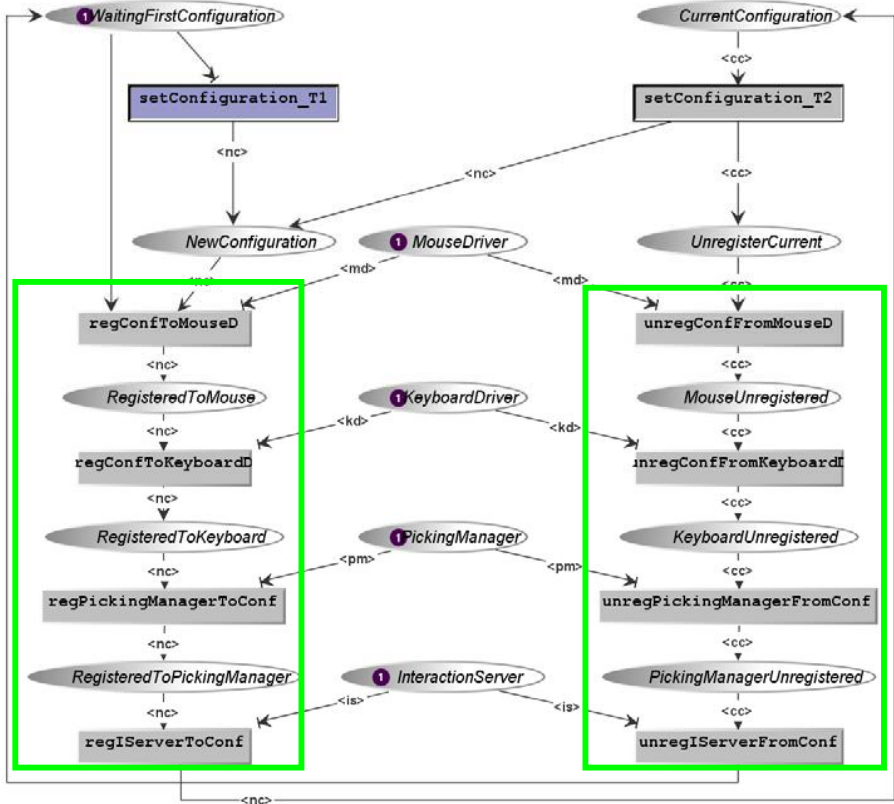 1 WaitingFirstConfiguration
CurrentConfiguration
<cc>
setConfiguration_T1
setConfiguration_T2
<nc>
<nc>
<cc>
NewConfiguration
1 MouseDriver
UnregisterCurrent
<nc>
<md>
<md>
<cc>
regConfToMouseD
unregConfFromMouseD
<nc>
<cc>
RegisteredToMouse
1 KeyboardDriver
MouseUnregistered
<nc>
<kd>
<kd>
<cc>
regConfToKeyboardD
unregConfFromKeyboardD
<nc>
<cc>
RegisteredToKeyboard
1 PickingManager
KeyboardUnregistered
<nc>
<pm>
<pm>
<cc>
regPickingManagerToConf
unregPickingManagerFromConf
<nc>
<cc>
RegisteredToPickingManager
1 InteractionServer
PickingManagerUnregistered
<nc>
<is>
<is>
<cc>
regIServerToConf
unregIServerFromConf
<nc>